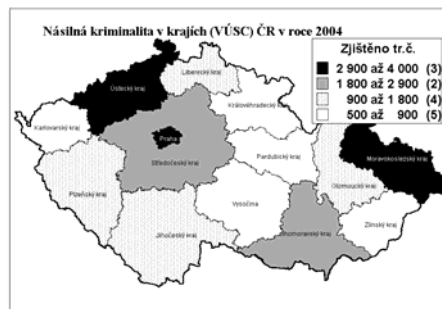 Násilná kriminalita v krajích (VÚSC) ČR v roce 2004
Zjištěno tr.č.
2 900 až 4 000 (3)
1 800 až 2 900 (2)
900 až 1 800 (4)
500 až 900 (5)
Liberecký kraj
Ústecký kraj
Královéhradecký kraj
Karlovarský kraj
Praha
Středočeský kraj
Pardubický kraj
Moravskoslezský kraj
Olomoucký kraj
Plzeňský kraj
Vysočina
Zlínský kraj
Jihočeský kraj
Jihomoravský kraj